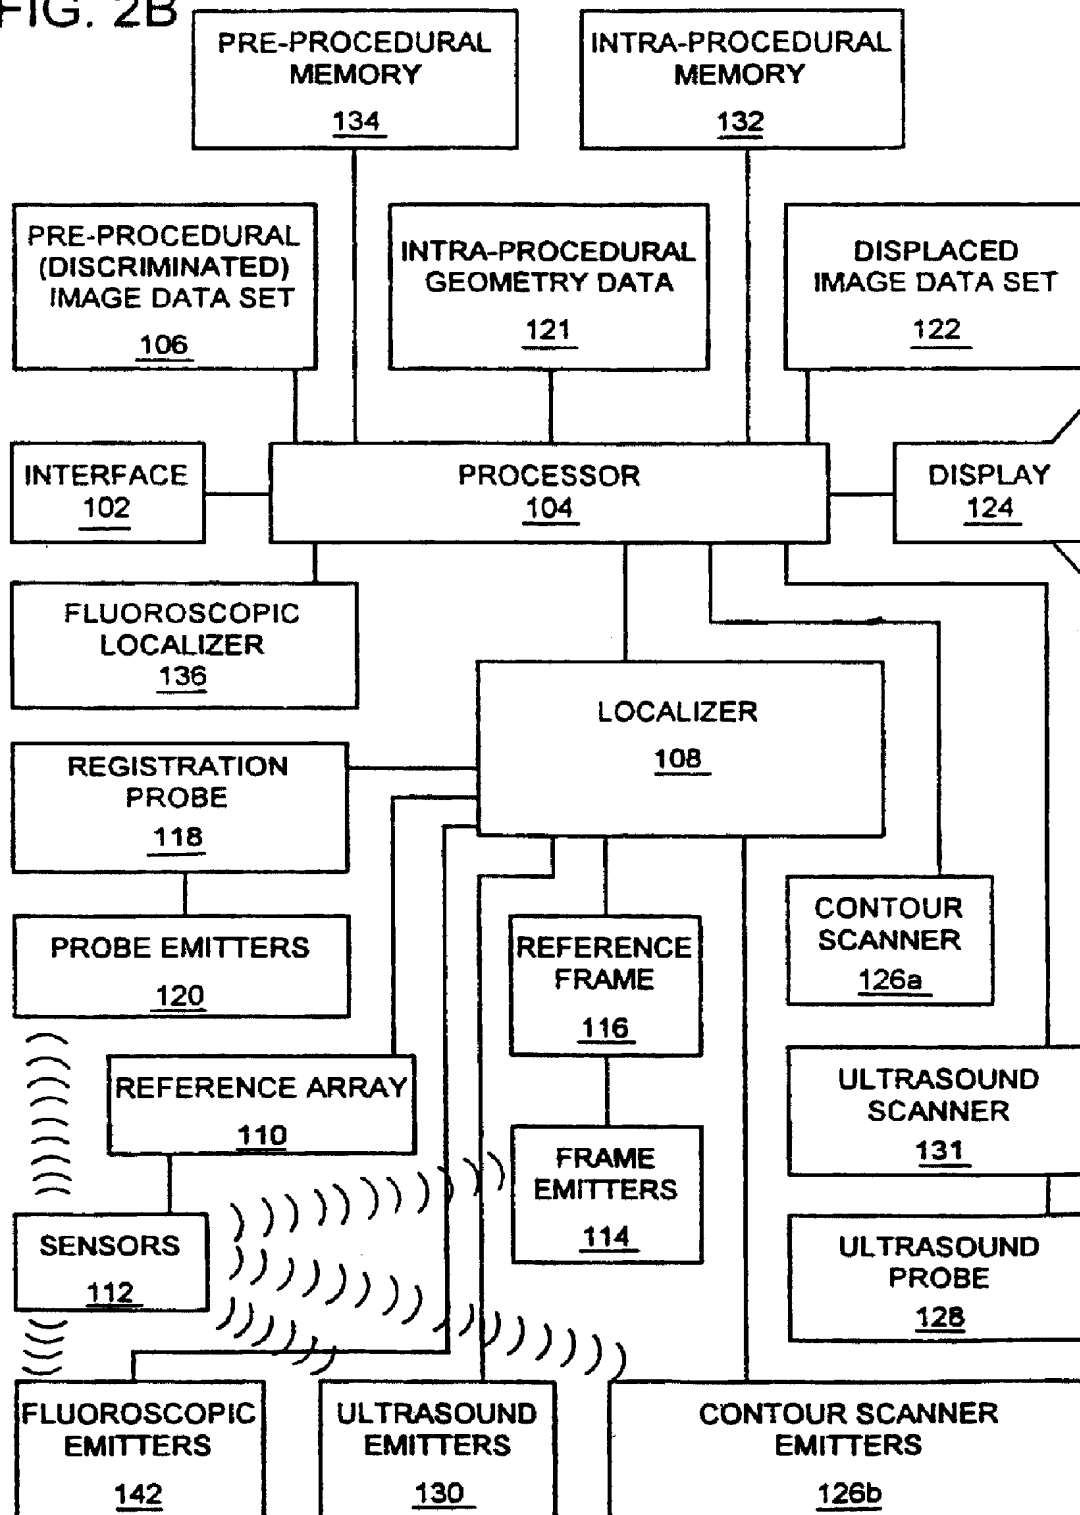 FIG. 2B
PRE-PROCEDURAL
MEMORY
134
INTRA-PROCEDURAL
MEMORY
132
PRE-PROCEDURAL
(DISCRIMINATED)
IMAGE DATA SET
106
INTRA-PROCEDURAL
GEOMETRY DATA
121
DISPLACED
IMAGE DATA SET
122
INTERFACE
102
PROCESSOR
104
DISPLAY
124
FLUOROSCOPIC
LOCALIZER
136
LOCALIZER
108
REGISTRATION
PROBE
118
PROBE EMITTERS
120
REFERENCE
FRAME
116
CONTOUR
SCANNER
126a
REFERENCE ARRAY
110
ULTRASOUND
SCANNER
131
FRAME
EMITTERS
114
SENSORS
112
ULTRASOUND
PROBE
128
FLUOROSCOPIC
EMITTERS
142
ULTRASOUND
EMITTERS
130
CONTOUR SCANNER
EMITTERS
126b